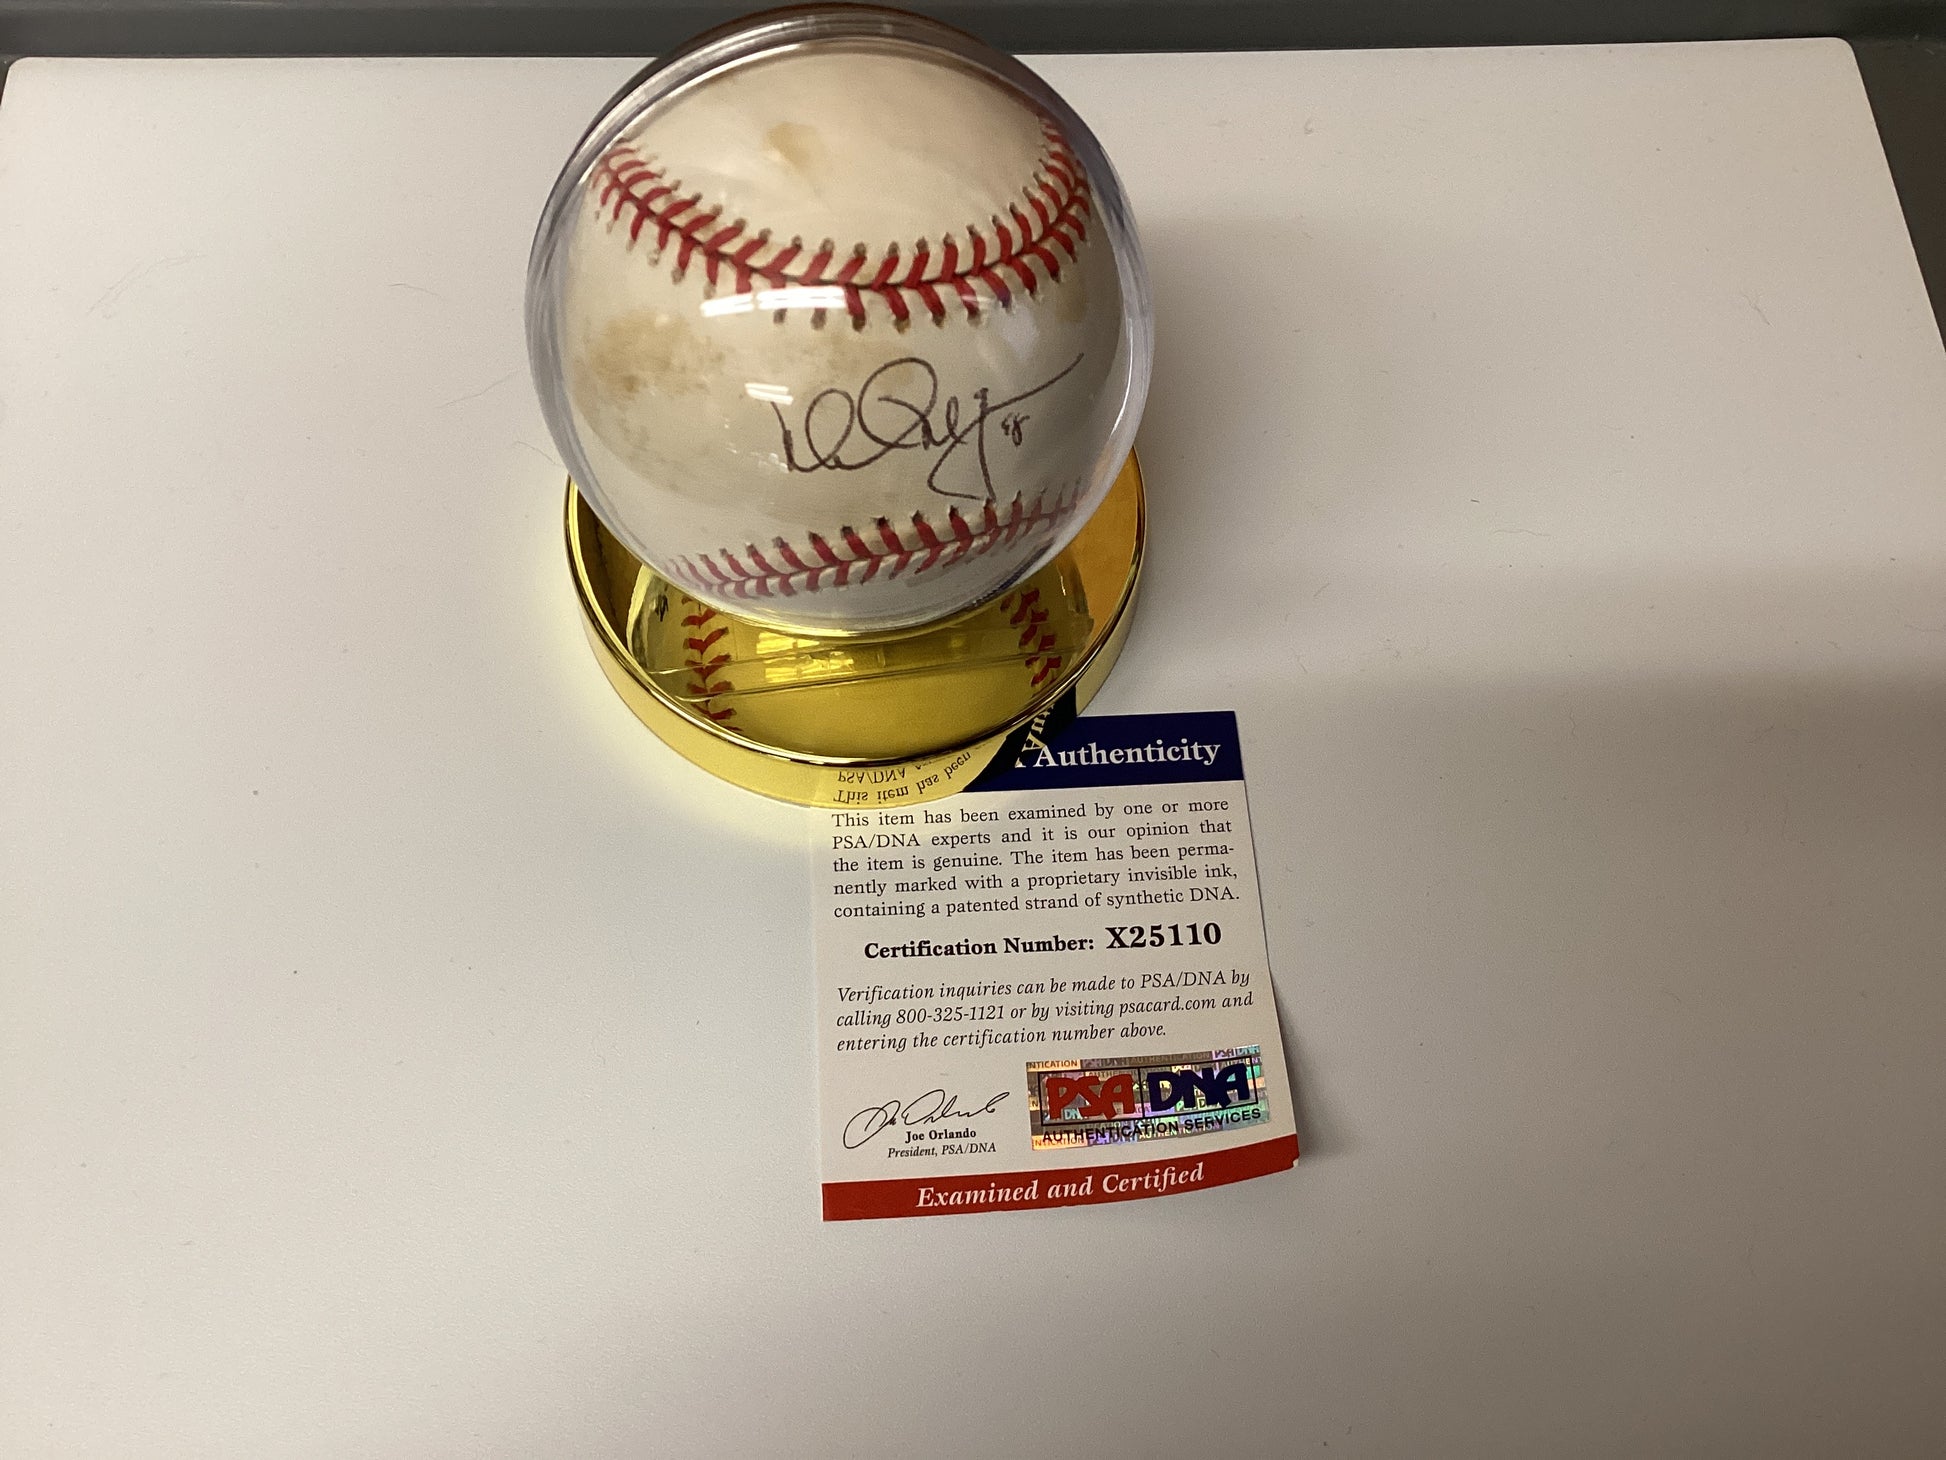 Authenticity
This item has been examined by one or more
PSA/DNA experts and it is our opinion that
the item is genuine. The item has been perma-
nently marked with a proprietary invisible ink,
containing a patented strand of synthetic DNA.
Certification Number: X25110
Verification inquiries can be made to PSA/DNA by
calling 800-325-1121 or by visiting psacard.com and
entering the certification number above.
Joe Orlando
President, PSA/DNA
PSA DNA
AUTHENTICATION SERVICES
Examined and Certified